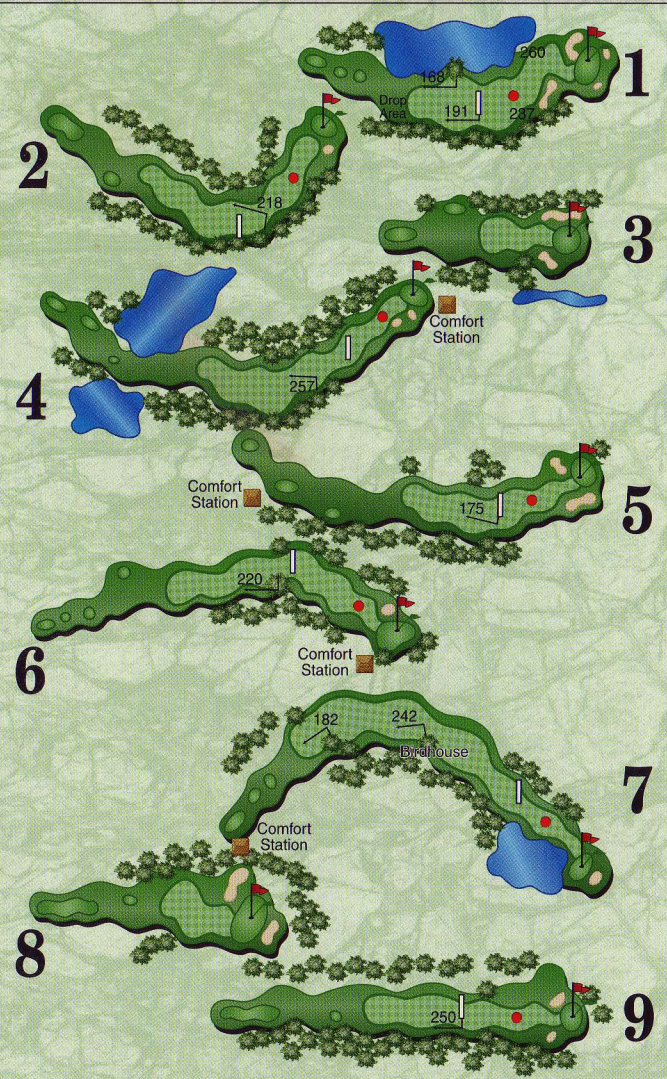 1
260
168
Drop
Area
191
237
2
218
3
Comfort
Station
4
257
Comfort
Station
175
5
220
6
Comfort
Station
182
242
Birdhouse
7
Comfort
Station
8
250
9